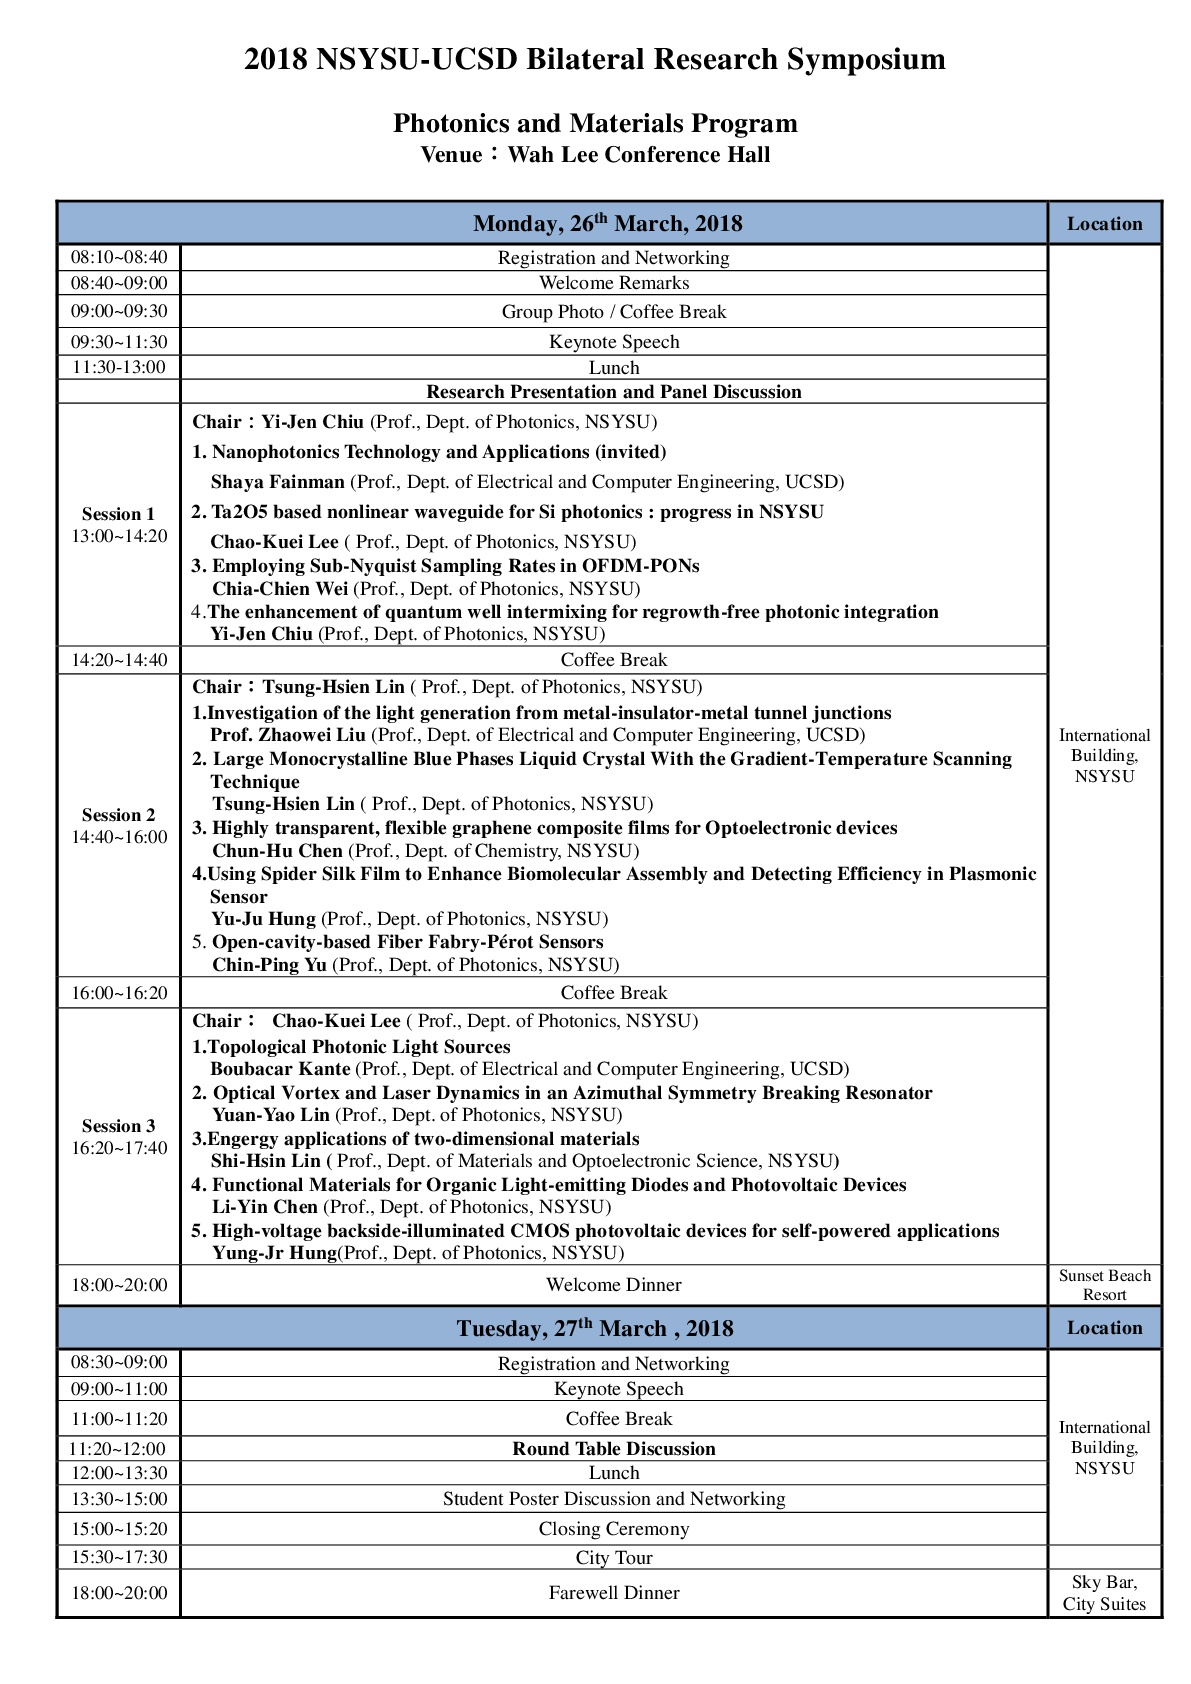 2018 NSYSU-UCSD Bilateral Research Symposium
Photonics and Materials Program
Venue：Wah Lee Conference Hall
Monday, 26th March, 2018
Location
08:10~08:40
Registration and Networking
08:40~09:00
Welcome Remarks
09:00~09:30
Group Photo / Coffee Break
09:30~11:30
Keynote Speech
11:30-13:00
Lunch
Research Presentation and Panel Discussion
Session 1
13:00~14:20
Chair：Yi-Jen Chiu (Prof., Dept. of Photonics, NSYSU)
1. Nanophotonics Technology and Applications (invited)
Shaya Fainman (Prof., Dept. of Electrical and Computer Engineering, UCSD)
2. Ta2O5 based nonlinear waveguide for Si photonics : progress in NSYSU
Chao-Kuei Lee ( Prof., Dept. of Photonics, NSYSU)
3. Employing Sub-Nyquist Sampling Rates in OFDM-PONs
Chia-Chien Wei (Prof., Dept. of Photonics, NSYSU)
4.The enhancement of quantum well intermixing for regrowth-free photonic integration
Yi-Jen Chiu (Prof., Dept. of Photonics, NSYSU)
14:20~14:40
Coffee Break
Session 2
14:40~16:00
Chair：Tsung-Hsien Lin ( Prof., Dept. of Photonics, NSYSU)
1.Investigation of the light generation from metal-insulator-metal tunnel junctions
Prof. Zhaowei Liu (Prof., Dept. of Electrical and Computer Engineering, UCSD)
2. Large Monocrystalline Blue Phases Liquid Crystal With the Gradient-Temperature Scanning
Technique
Tsung-Hsien Lin ( Prof., Dept. of Photonics, NSYSU)
3. Highly transparent, flexible graphene composite films for Optoelectronic devices
Chun-Hu Chen (Prof., Dept. of Chemistry, NSYSU)
4.Using Spider Silk Film to Enhance Biomolecular Assembly and Detecting Efficiency in Plasmonic
Sensor
Yu-Ju Hung (Prof., Dept. of Photonics, NSYSU)
5. Open-cavity-based Fiber Fabry-Pérot Sensors
Chin-Ping Yu (Prof., Dept. of Photonics, NSYSU)
International
Building,
NSYSU
16:00~16:20
Coffee Break
Session 3
16:20~17:40
Chair： Chao-Kuei Lee ( Prof., Dept. of Photonics, NSYSU)
1.Topological Photonic Light Sources
Boubacar Kante (Prof., Dept. of Electrical and Computer Engineering, UCSD)
2. Optical Vortex and Laser Dynamics in an Azimuthal Symmetry Breaking Resonator
Yuan-Yao Lin (Prof., Dept. of Photonics, NSYSU)
3.Engergy applications of two-dimensional materials
Shi-Hsin Lin ( Prof., Dept. of Materials and Optoelectronic Science, NSYSU)
4. Functional Materials for Organic Light-emitting Diodes and Photovoltaic Devices
Li-Yin Chen (Prof., Dept. of Photonics, NSYSU)
5. High-voltage backside-illuminated CMOS photovoltaic devices for self-powered applications
Yung-Jr Hung(Prof., Dept. of Photonics, NSYSU)
18:00~20:00
Welcome Dinner
Sunset Beach
Resort
Tuesday, 27th March , 2018
Location
08:30~09:00
Registration and Networking
09:00~11:00
Keynote Speech
11:00~11:20
Coffee Break
11:20~12:00
Round Table Discussion
12:00~13:30
Lunch
13:30~15:00
Student Poster Discussion and Networking
15:00~15:20
Closing Ceremony
International
Building,
NSYSU
15:30~17:30
City Tour
18:00~20:00
Farewell Dinner
Sky Bar,
City Suites